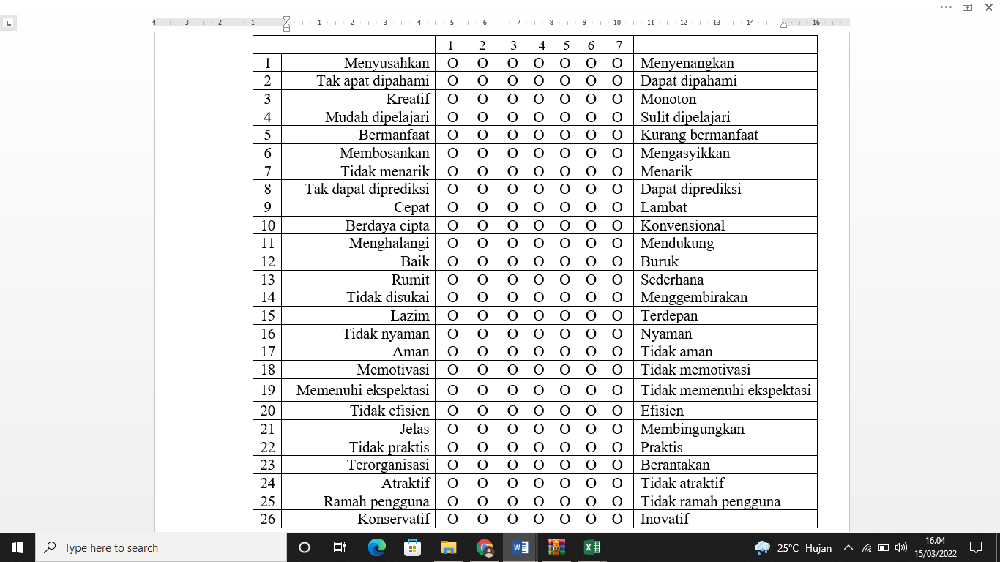 4 3 2 1 1 2 3 4 5 6 7 8 9 10 11 12 13 14 15 16
1 2 3 4 5 6 7
1 Menyusahkan O O O O O O O Menyenangkan
2 Tak apat dipahami O O O O O O O Dapat dipahami
3 Kreatif O O O O O O O Monoton
4 Mudah dipelajari O O O O O O O Sulit dipelajari
5 Bermanfaat O O O O O O O Kurang bermanfaat
6 Membosankan O O O O O O O Mengasyikkan
7 Tidak menarik O O O O O O O Menarik
8 Tak dapat diprediksi O O O O O O O Dapat diprediksi
9 Cepat O O O O O O O Lambat
10 Berdaya cipta O O O O O O O Konvensional
11 Menghalangi O O O O O O O Mendukung
12 Baik O O O O O O O Buruk
13 Rumit O O O O O O O Sederhana
14 Tidak disukai O O O O O O O Menggembirakan
15 Lazim O O O O O O O Terdepan
16 Tidak nyaman O O O O O O O Nyaman
17 Aman O O O O O O O Tidak aman
18 Memotivasi O O O O O O O Tidak memotivasi
19 Memenuhi ekspektasi O O O O O O O Tidak memenuhi ekspektasi
20 Tidak efisien O O O O O O O Efisien
21 Jelas O O O O O O O Membingungkan
22 Tidak praktis O O O O O O O Praktis
23 Terorganisasi O O O O O O O Berantakan
24 Atraktif O O O O O O O Tidak atraktif
25 Ramah pengguna O O O O O O O Tidak ramah pengguna
26 Konservatif O O O O O O O Inovatif
Type here to search
25°C Hujan
16.04
15/03/2022